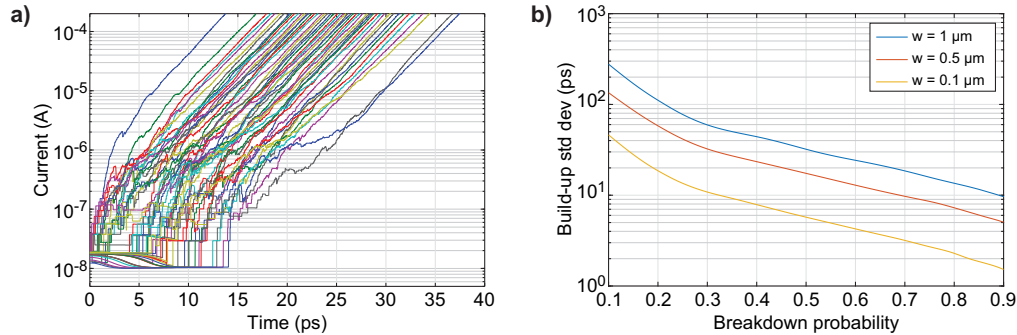 a)
10⁻⁴
10⁻⁵
10⁻⁶
10⁻⁷
10⁻⁸
Current (A)
0 5 10 15 20 25 30 35 40
Time (ps)
b)
10³
10²
10¹
10⁰
Build-up std dev (ps)
w = 1 µm
w = 0.5 µm
w = 0.1 µm
0.1 0.2 0.3 0.4 0.5 0.6 0.7 0.8 0.9
Breakdown probability